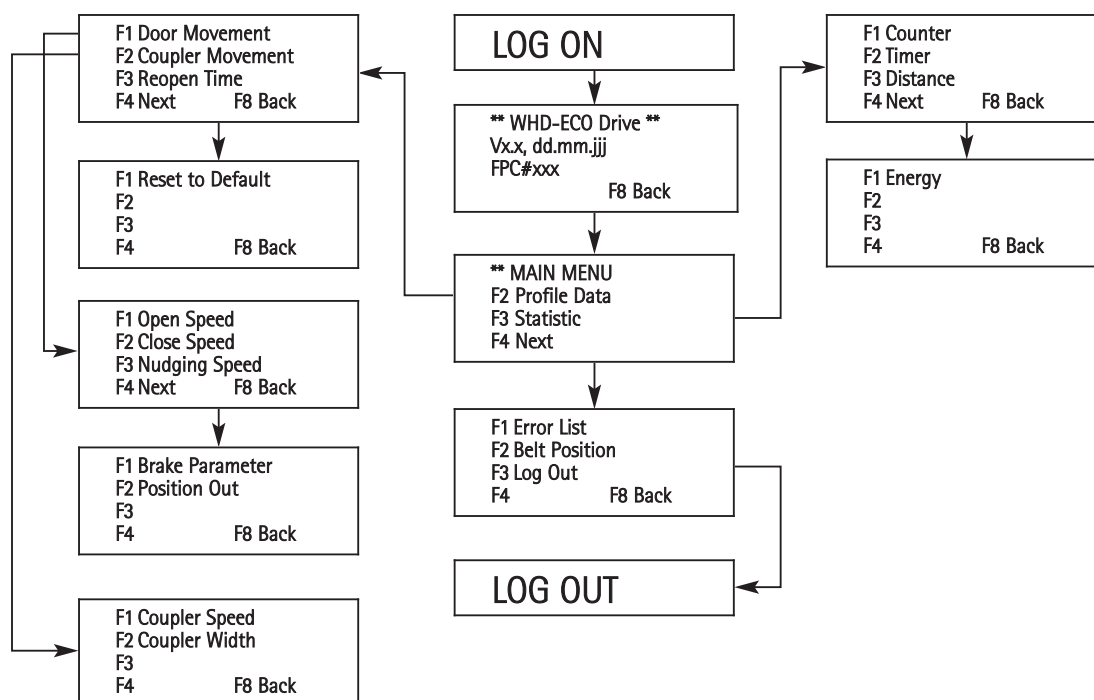 F1 Door Movement
F2 Coupler Movement
F3 Reopen Time
F4 Next F8 Back
F1 Reset to Default
F2
F3
F4 F8 Back
F1 Open Speed
F2 Close Speed
F3 Nudging Speed
F4 Next F8 Back
F1 Brake Parameter
F2 Position Out
F3
F4 F8 Back
F1 Coupler Speed
F2 Coupler Width
F3
F4 F8 Back
LOG ON
** WHD-ECO Drive **
Vx.x, dd.mm.jjj
FPC#xxx
F8 Back
** MAIN MENU
F2 Profile Data
F3 Statistic
F4 Next
F1 Error List
F2 Belt Position
F3 Log Out
F4 F8 Back
LOG OUT
F1 Counter
F2 Timer
F3 Distance
F4 Next F8 Back
F1 Energy
F2
F3
F4 F8 Back